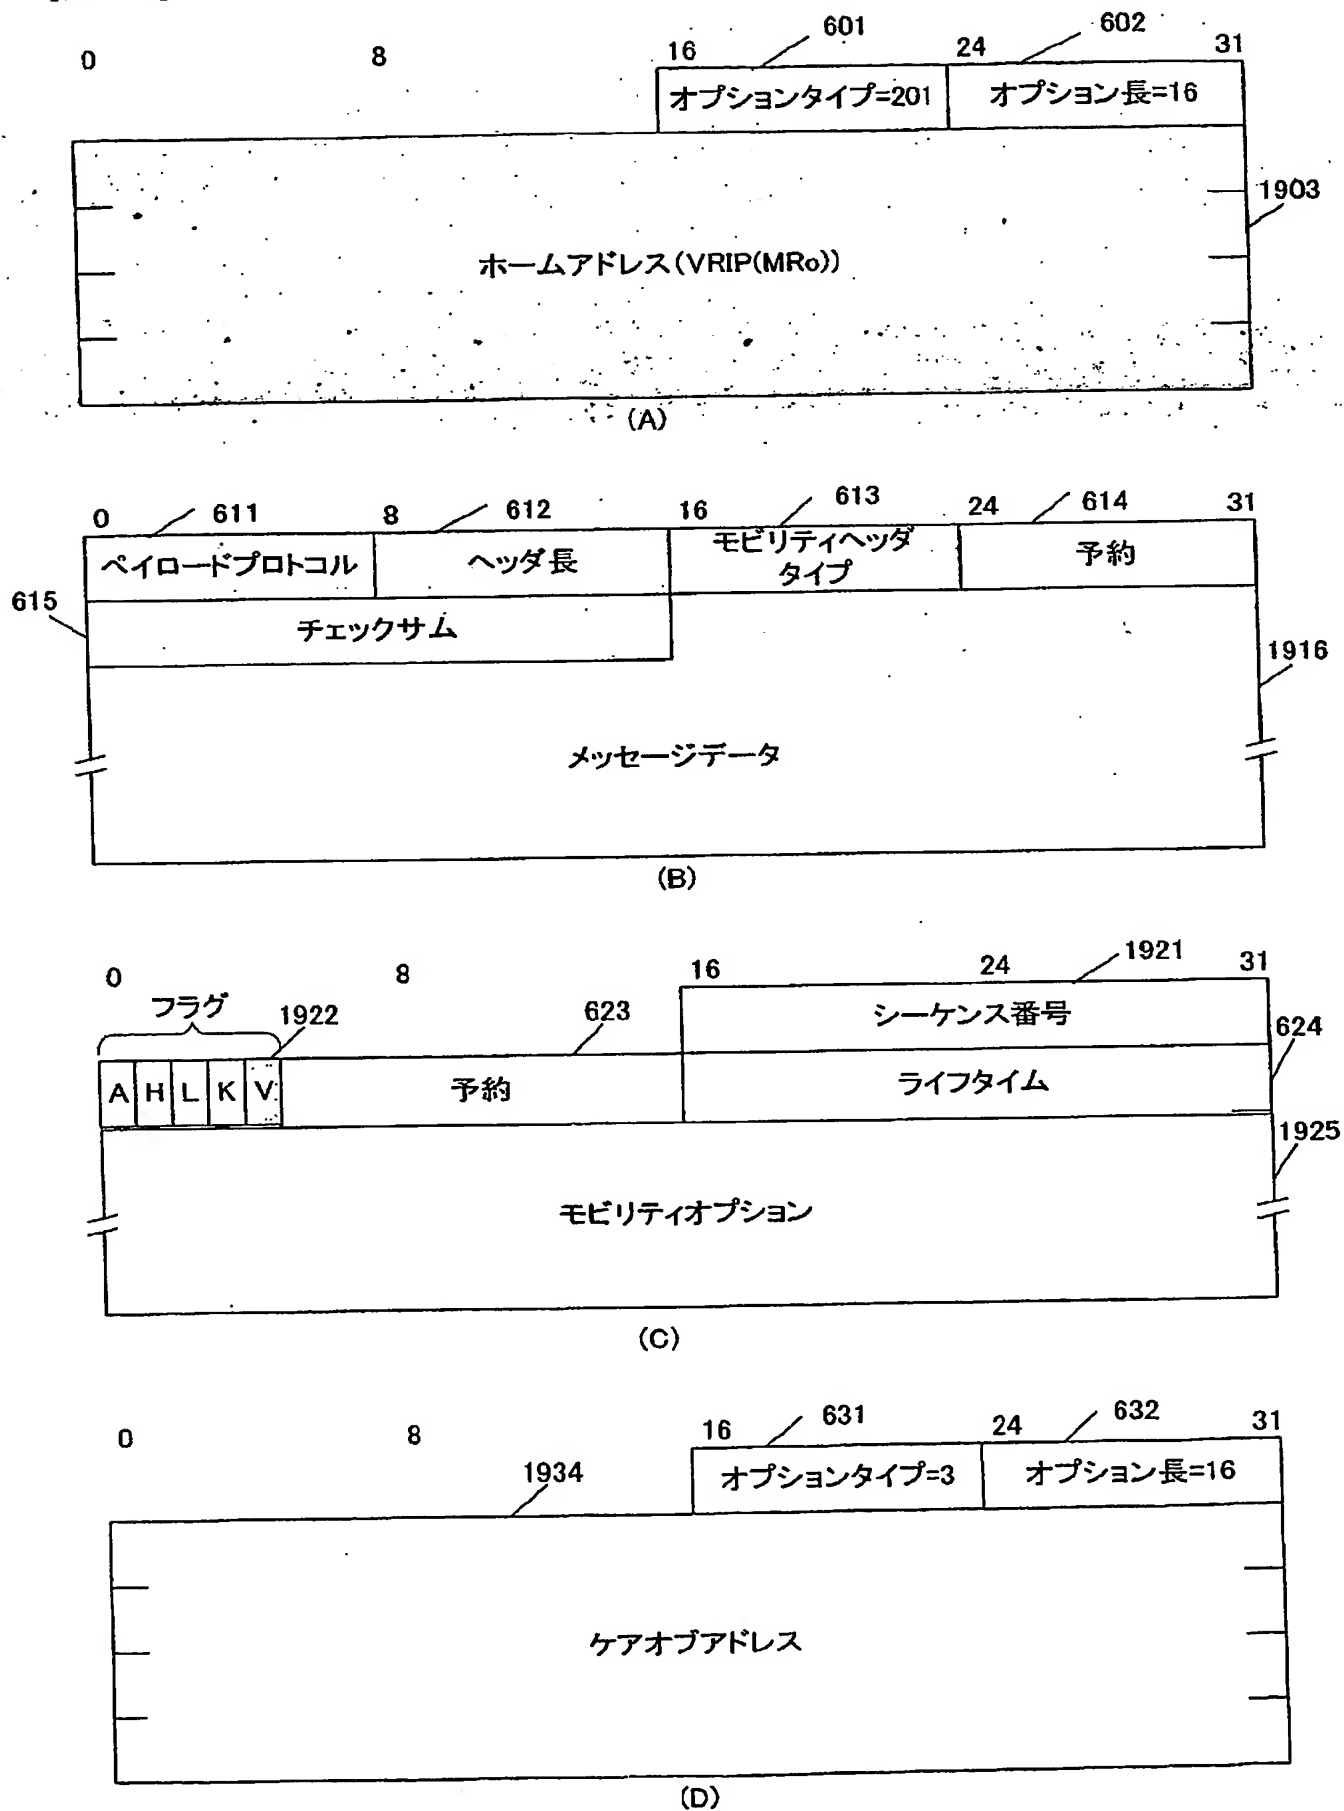 0 8 16 601 24 602 31
オプションタイプ=201 オプション長=16
1903
ホームアドレス(VRIP(MRo))
(A)
0 611 8 612 16 613 24 614 31
ペイロードプロトコル ヘッダ長 モビリティヘッダ 予約
タイプ
615
チェックサム
1916
メッセージデータ
(B)
0 8 16 24 1921 31
フラグ 1922 623 シーケンス番号
624
A H L K V 予約 ライフタイム
1925
モビリティオプション
(C)
0 8 16 631 24 632 31
1934 オプションタイプ=3 オプション長=16
ケアオブアドレス
(D)